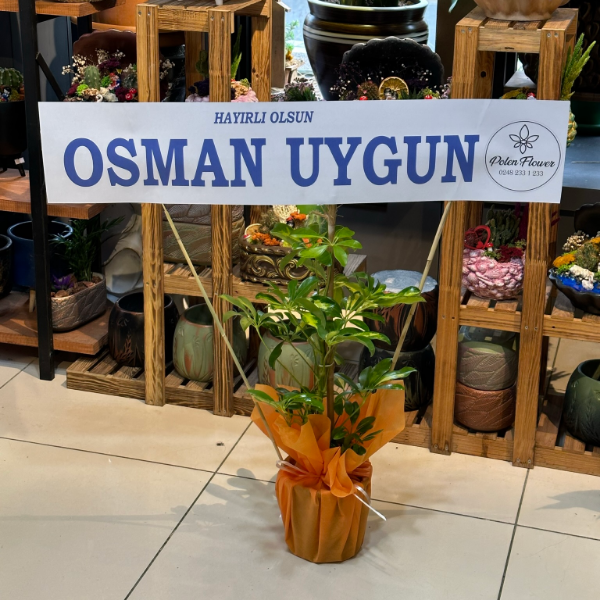 HAYIRLI OLSUN
OSMAN UYGUN
Polen Flower
0248 233 1 233